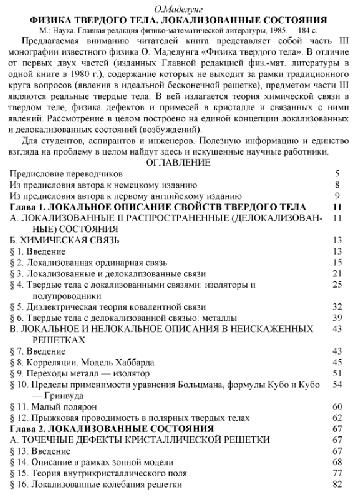 О.Маделунг
ФИЗИКА ТВЕРДОГО ТЕЛА. ЛОКАЛИЗОВАННЫЕ СОСТОЯНИЯ
М.: Наука. Главная редакция физико-математической литературы, 1985. 184 с.
Предлагаемая вниманию читателей книга представляет собой часть III
монографии известного физика О. Маделунга «Физика твердого тела». В отличие
от первых двух частей (изданных Главной редакцией физ.-мат. литературы в
одной книге в 1980 г.), содержание которых не выходит за рамки традиционного
круга вопросов (явления в идеальной бесконечной решетке), предметом части III
являются реальные твердые тела. В ней излагается теория химической связи в
твердом теле, физика дефектов и примесей в кристалле и связанных с ними
явлений. Рассмотрение в целом построено на единой концепции локализованных
и делокализованных состояний (возбуждений)
Для студентов, аспирантов и инженеров. Полезную информацию и единство
взгляда на проблему в целом найдут здесь и искушенные научные работники.
ОГЛАВЛЕНИЕ
Предисловие переводчиков 5
Из предисловия автора к немецкому изданию 8
Из предисловия автора к первому английскому изданию 9
Глава 1. ЛОКАЛЬНОЕ ОПИСАНИЕ СВОЙСТВ ТВЕРДОГО ТЕЛА 11
А. ЛОКАЛИЗОВАННЫЕ II РАСПРОСТРАНЕННЫЕ (ДЕЛОКАЛИЗОВАН- 11
НЫЕ) СОСТОЯНИЯ
Б. ХИМИЧЕСКАЯ СВЯЗЬ 13
§ 1. Введение 13
§ 2. Локализованная ординарная связь 15
§ 3. Локализованные и делокализованные связи 21
§ 4. Твердые тела с локализованными связями: изоляторы и 25
полупроводники
§ 5. Диэлектрическая теория ковалентной связи 32
§ 6. Твердые тела с делокализованной связью: металлы 39
В. ЛОКАЛЬНОЕ И НЕЛОКАЛЬНОЕ ОПИСАНИЯ В НЕИСКАЖЕННЫХ 43
РЕШЕТКАХ
§ 7. Введение 43
§ 8. Корреляции. Модель Хаббарда 45
§ 9. Переходы металл — изолятор 51
§ 10. Пределы применимости уравнения Больцмана, формулы Кубо и Кубо 54
— Гринвуда
§ 11. Малый полярон 60
§ 12. Прыжковая проводимость в полярных твердых телах 62
Глава 2. ЛОКАЛИЗОВАННЫЕ СОСТОЯНИЯ 67
А. ТОЧЕЧНЫЕ ДЕФЕКТЫ КРИСТАЛЛИЧЕСКОЙ РЕШЕТКИ 67
§ 13. Введение 67
§ 14. Описание в рамках зонной модели 68
§ 15. Теория внутрикристаллического поля 77
§ 16. Локализованные колебания решетки 82